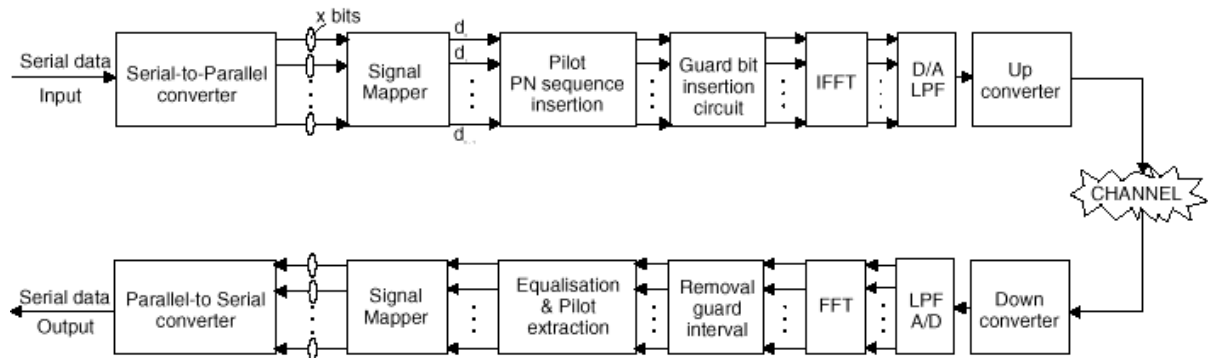 x bits
Serial data
Input
Serial-to-Parallel
converter
Signal
Mapper
d
d
d
Pilot
PN sequence
insertion
Guard bit
insertion
circuit
IFFT
D/A
LPF
Up
converter
CHANNEL
Serial data
Output
Parallel-to Serial
converter
Signal
Mapper
Equalisation
& Pilot
extraction
Removal
guard
interval
FFT
LPF
A/D
Down
converter